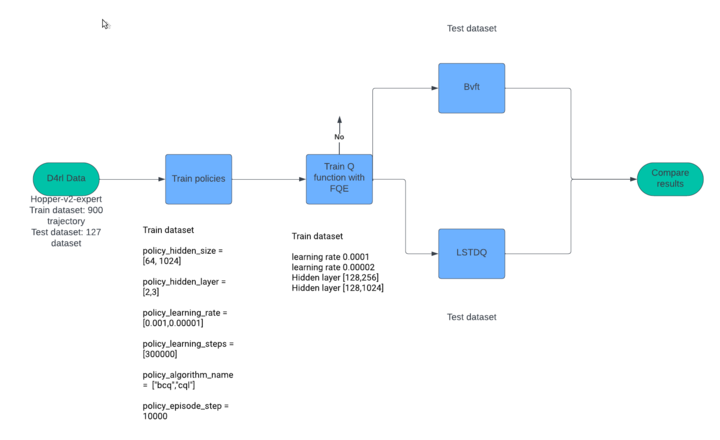 Test dataset
Bvft
No
D4rl Data
Train policies
Train Q
function with
FQE
Compare
results
Hopper-v2-expert
Train dataset: 900
trajectory
Test dataset: 127
dataset
Train dataset
policy_hidden_size =
[64, 1024]
policy_hidden_layer =
[2,3]
policy_learning_rate =
[0.001,0.00001]
policy_learning_steps =
[300000]
policy_algorithm_name
= ["bcq","cql"]
policy_episode_step =
10000
Train dataset
learning rate 0.0001
learning rate 0.00002
Hidden layer [128,256]
Hidden layer [128,1024]
LSTDQ
Test dataset